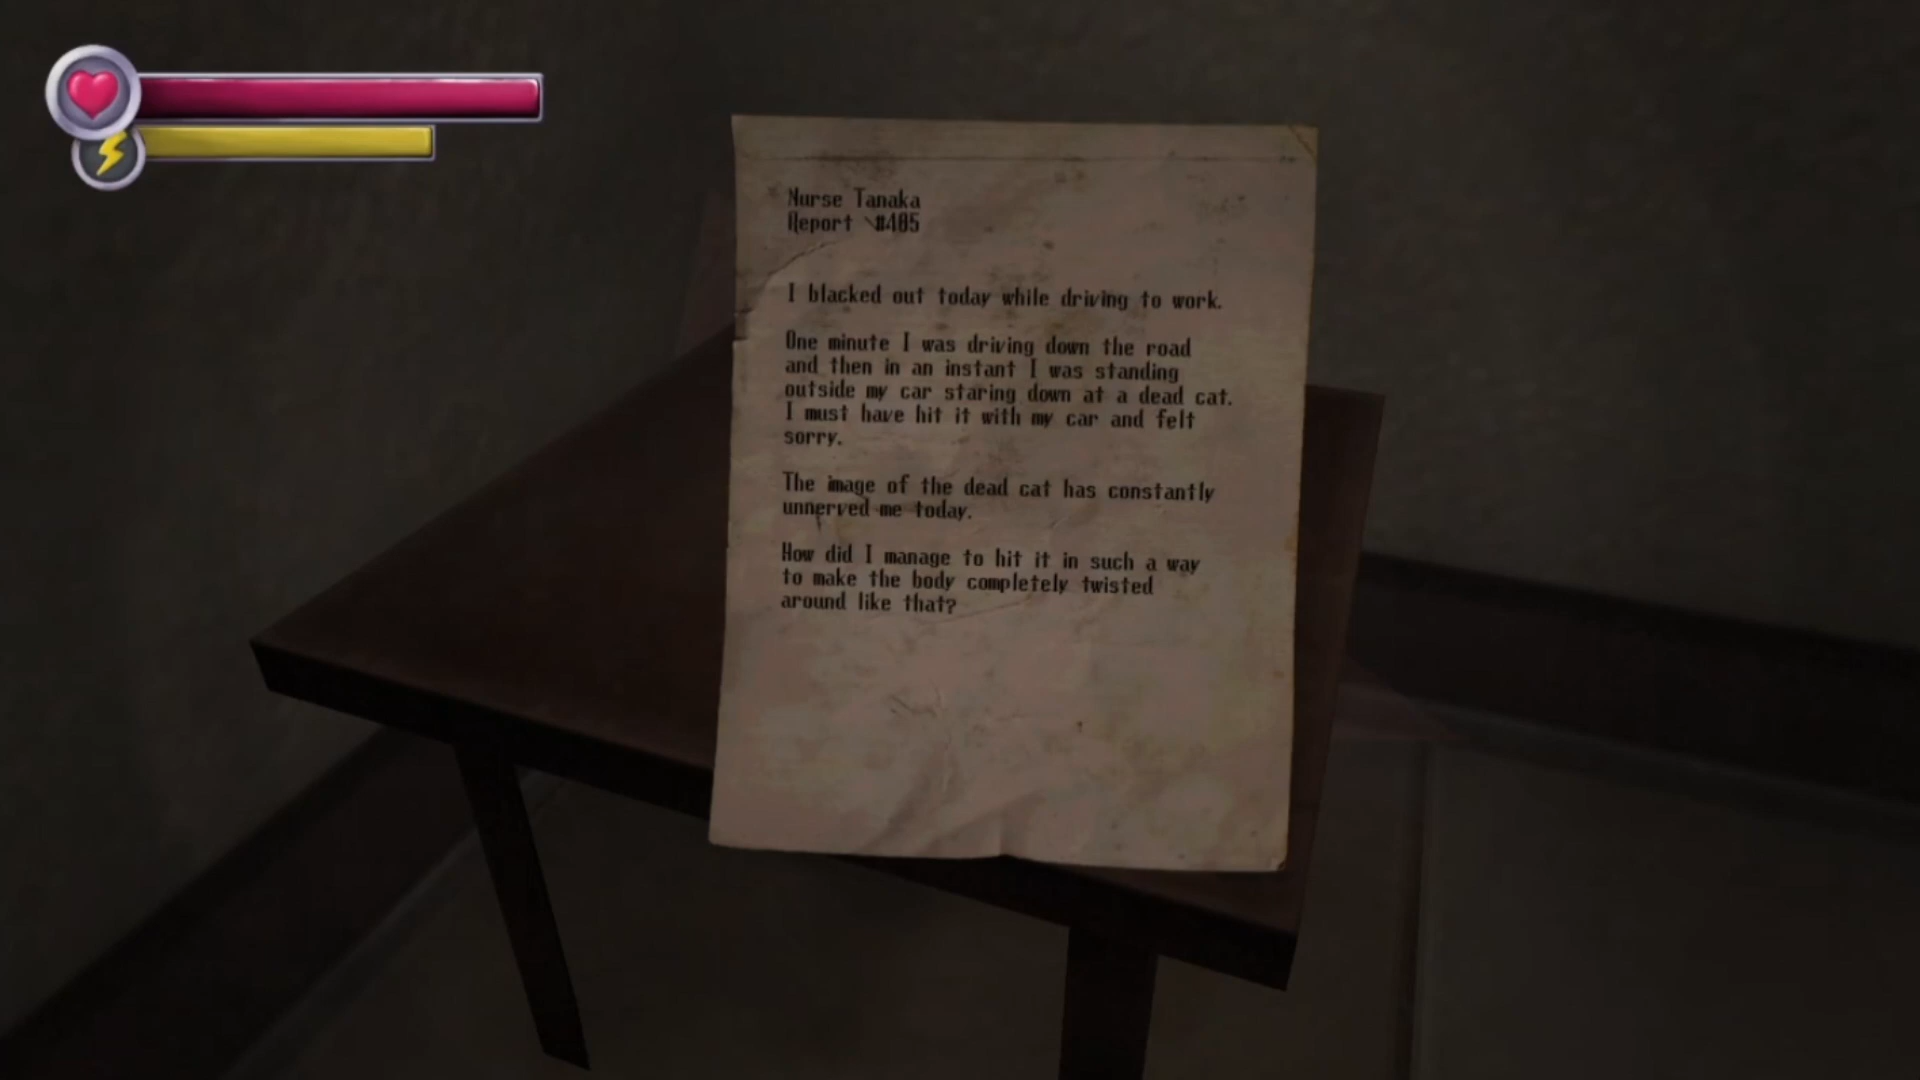 Nurse Tanaka
Report \#405
I blacked out today while driving to work.
One minute I was driving down the road
and then in an instant I was standing
outside my car staring down at a dead cat.
I must have hit it with my car and felt
sorry.
The image of the dead cat has constantly
unnerved me today.
How did I manage to hit it in such a way
to make the body completely twisted
around like that?